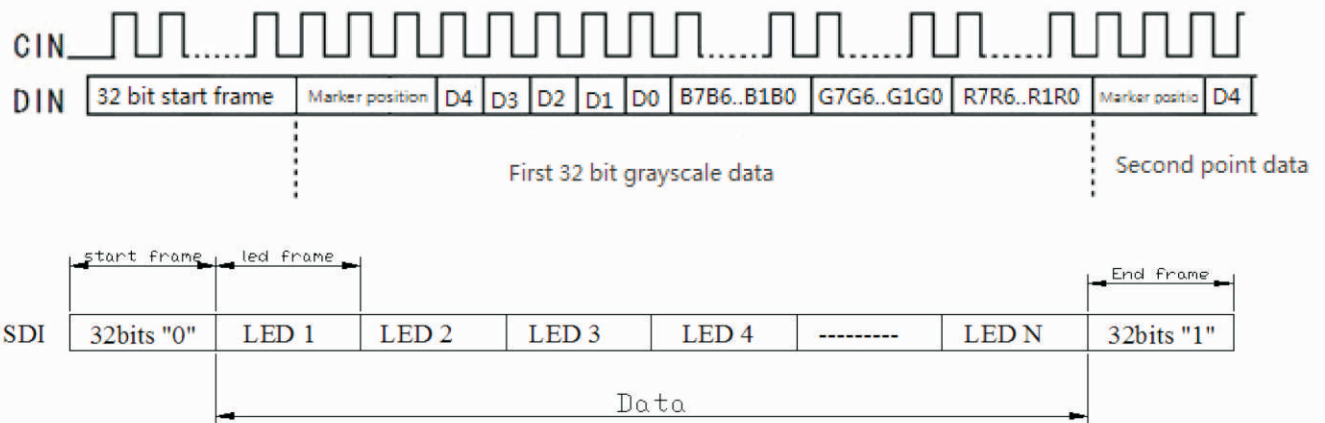 CIN
DIN 32 bit start frame Marker position D4 D3 D2 D1 D0 B7B6..B1B0 G7G6..G1G0 R7R6..R1R0 Marker positio D4
First 32 bit grayscale data
Second point data
start frame led frame End frame
SDI 32bits "0" LED 1 LED 2 LED 3 LED 4 --------- LED N 32bits "1"
Data